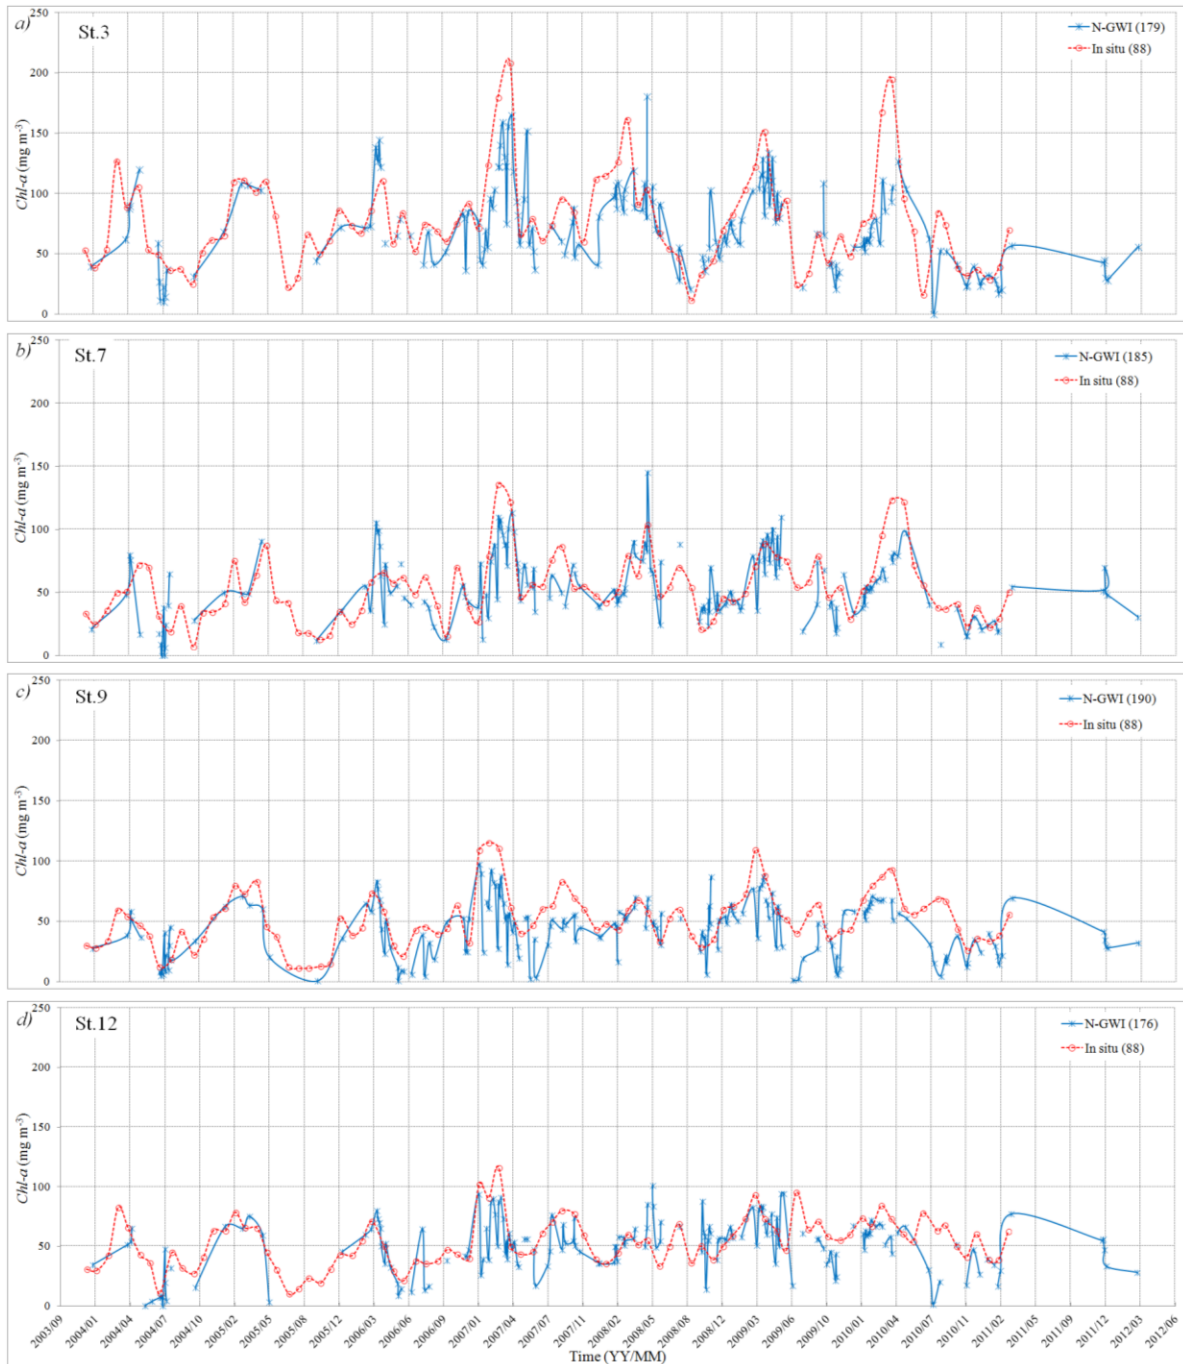 a)
St.3
N-GWI (179)
In situ (88)
Chl-a (mg m-3)
250
200
150
100
50
0
b)
St.7
N-GWI (185)
In situ (88)
Chl-a (mg m-3)
250
200
150
100
50
0
c)
St.9
N-GWI (190)
In situ (88)
Chl-a (mg m-3)
250
200
150
100
50
0
d)
St.12
N-GWI (176)
In situ (88)
Chl-a (mg m-3)
250
200
150
100
50
0
2003/09 2004/01 2004/04 2004/07 2004/10 2005/02 2005/05 2005/08 2005/12 2006/03 2006/06 2006/09 2007/01 2007/04 2007/07 2007/11 2008/02 2008/05 2008/08 2008/12 2009/03 2009/06 2009/10 2010/01 2010/04 2010/07 2010/11 2011/02 2011/05 2011/09 2011/12 2012/03 2012/06
Time (YY/MM)